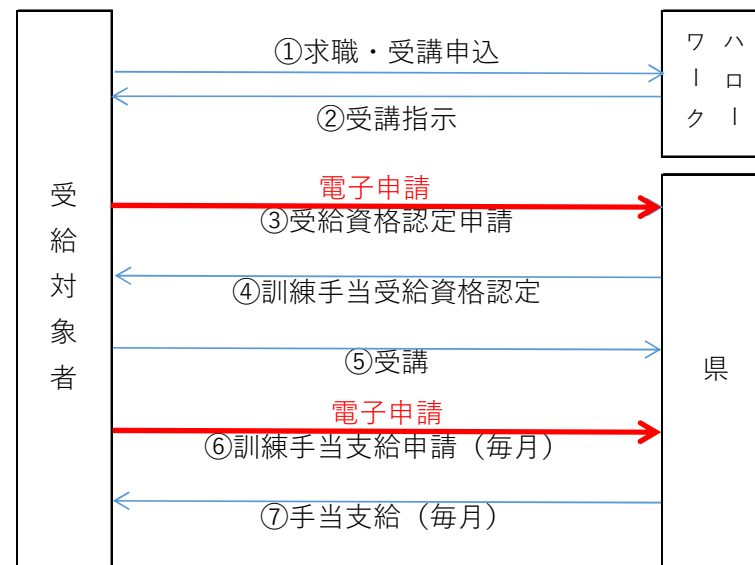 受給対象者
①求職・受講申込
②受講指示
ハローワーク
電子申請
③受給資格認定申請
④訓練手当受給資格認定
⑤受講
電子申請
⑥訓練手当支給申請（毎月）
⑦手当支給（毎月）
県